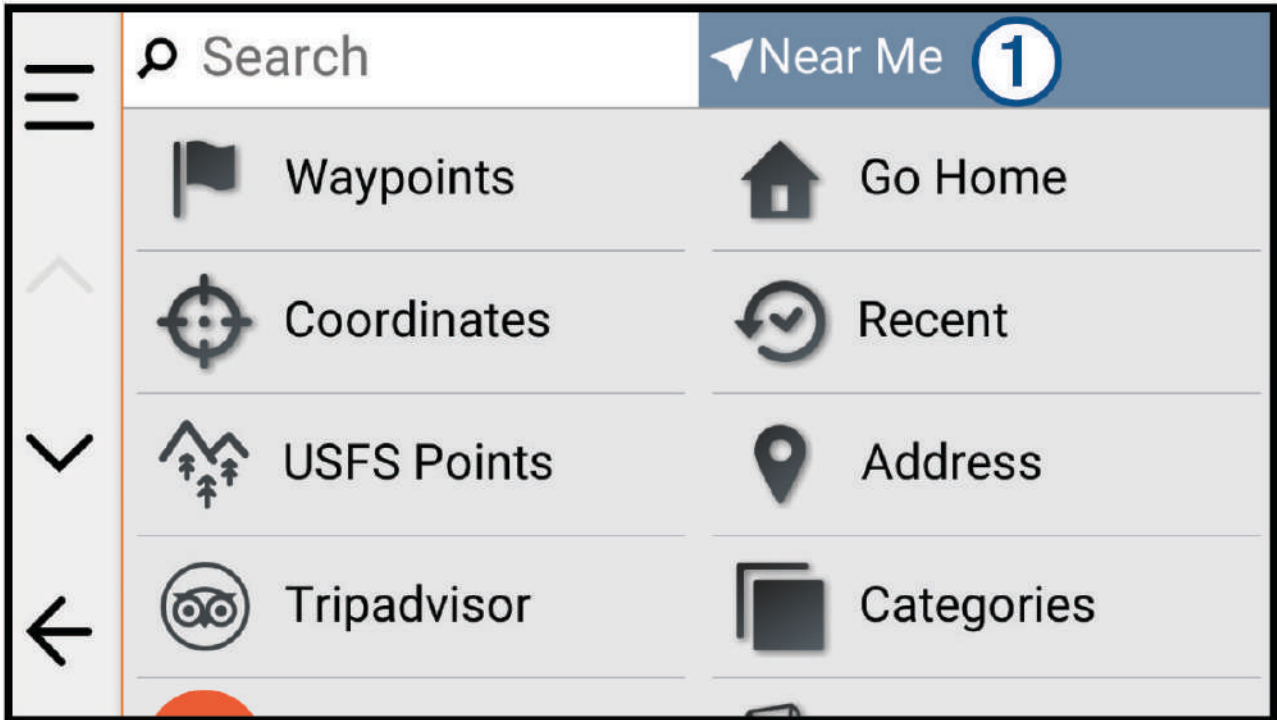 Search
Near Me 1
Waypoints
Go Home
Coordinates
Recent
USFS Points
Address
Tripadvisor
Categories